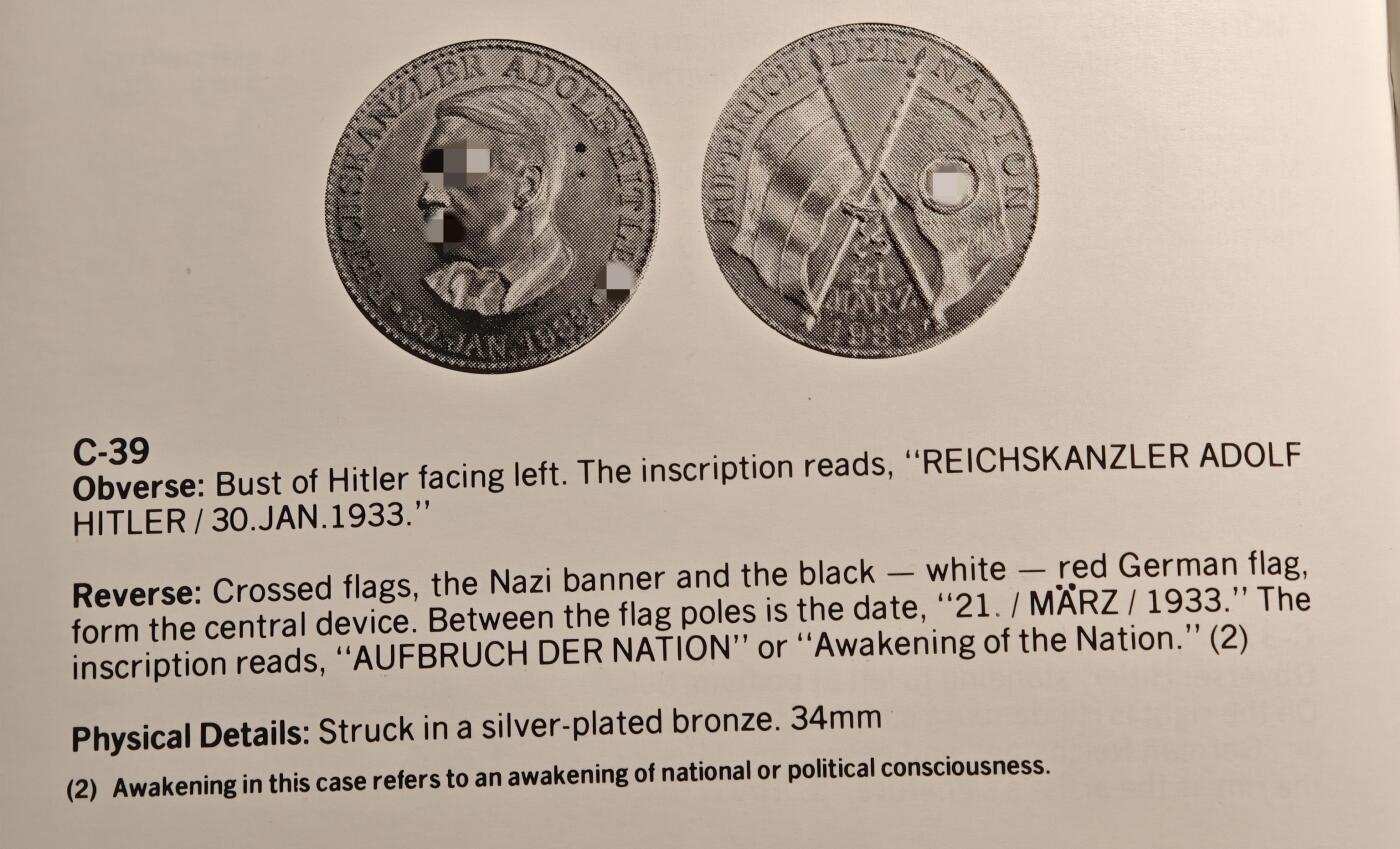 REICHSKANZLER ADOLF HITLER
30.JAN.1933
AUFBRUCH DER NATION
21.
MÄRZ
1933
C-39
Obverse: Bust of Hitler facing left. The inscription reads, “REICHSKANZLER ADOLF
HITLER / 30.JAN.1933.”
Reverse: Crossed flags, the Nazi banner and the black — white — red German flag,
form the central device. Between the flag poles is the date, “21. / MÄRZ / 1933.” The
inscription reads, “AUFBRUCH DER NATION” or “Awakening of the Nation.” (2)
Physical Details: Struck in a silver-plated bronze. 34mm
(2) Awakening in this case refers to an awakening of national or political consciousness.